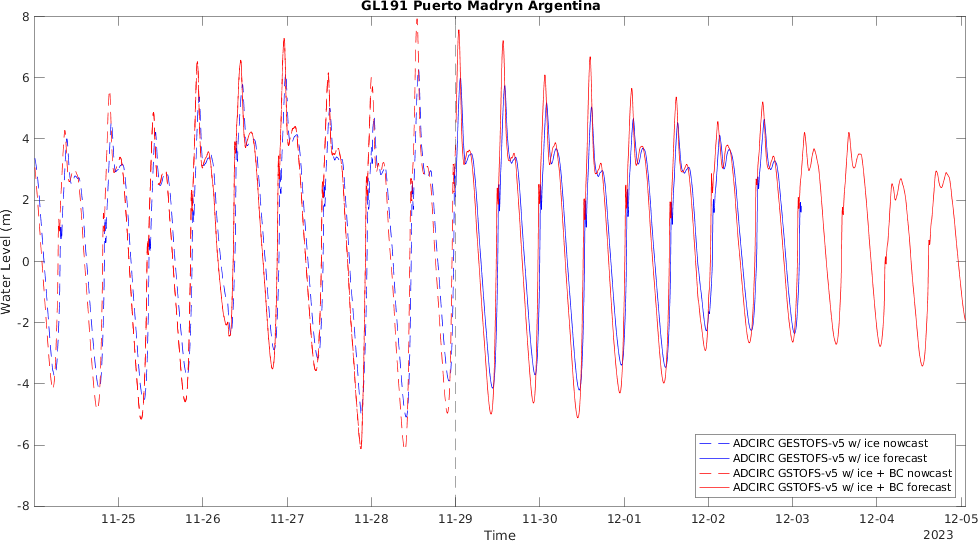 GL191 Puerto Madryn Argentina
8
6
4
2
0
-2
-4
-6
-8
Water Level (m)
ADCIRC GESTOFS-v5 w/ ice nowcast
ADCIRC GESTOFS-v5 w/ ice forecast
ADCIRC GSTOFS-v5 w/ ice + BC nowcast
ADCIRC GSTOFS-v5 w/ ice + BC forecast
11-25 11-26 11-27 11-28 11-29 11-30 12-01 12-02 12-03 12-04 12-05
Time
2023